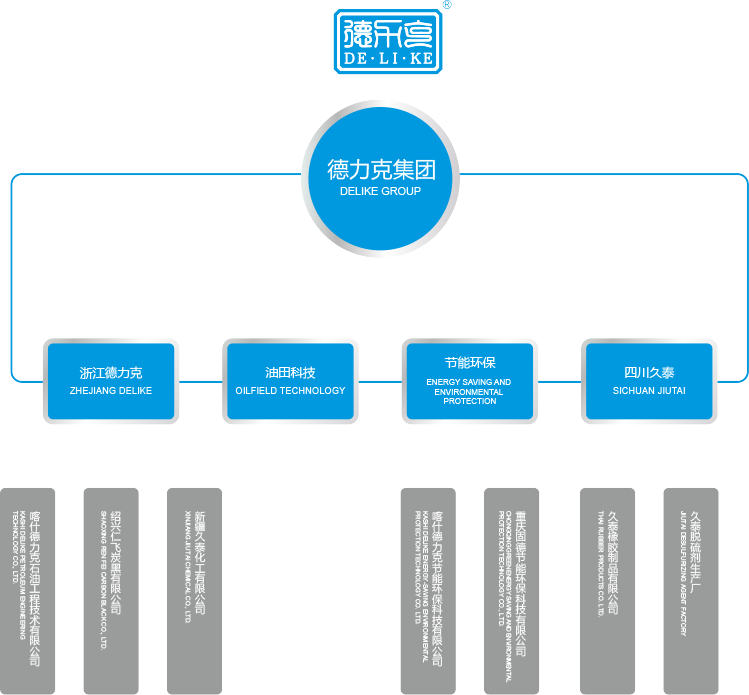 ®
德力克
DE·LI·KE
德力克集团
DELIKE GROUP
浙江德力克
ZHEJIANG DELIKE
油田科技
OILFIELD TECHNOLOGY
节能环保
ENERGY SAVING AND
ENVIRONMENTAL
PROTECTION
四川久泰
SICHUAN JIUTAI
喀什德力克石油工程技术有限公司
KASHI DELIKE PETROLEUM ENGINEERING
TECHNOLOGY CO., LTD.
绍兴仁飞炭黑有限公司
SHAOXING REN FEI CARBON BLACK CO., LTD.
新疆久泰化工有限公司
XINJIANG JIUTAI CHEMICAL CO., LTD.
喀什德力克节能环保科技有限公司
KASHI DELIKE ENERGY-SAVING ENVIRONMENTAL
PROTECTION TECHNOLOGY CO. LTD.
重庆固德节能环保科技有限公司
CHONGQING GREEN ENERGY SAVING AND ENVIRONMENTAL
PROTECTION TECHNOLOGY CO., LTD.
久泰橡胶制品有限公司
THAI RUBBER PRODUCTS CO. LTD.
久泰脱硫剂生产厂
JIUTAI DESULFURIZING AGENT FACTORY